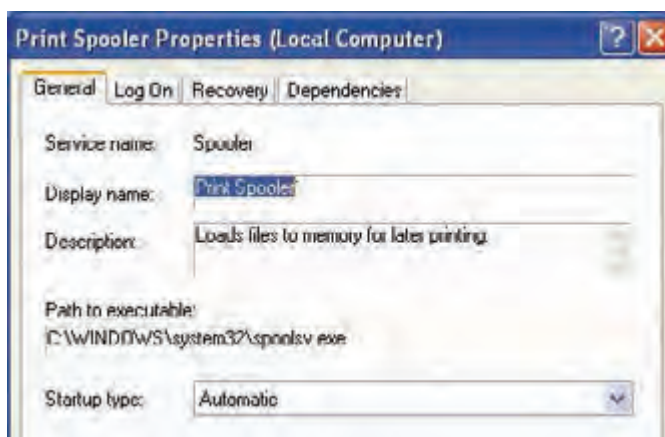 Print Spooler Properties (Local Computer)
General Log On Recovery Dependencies
Service name: Spooler
Display name: Print Spooler
Description: Loads files to memory for later printing.
Path to executable:
C:\WINDOWS\system32\spoolsv.exe
Startup type: Automatic